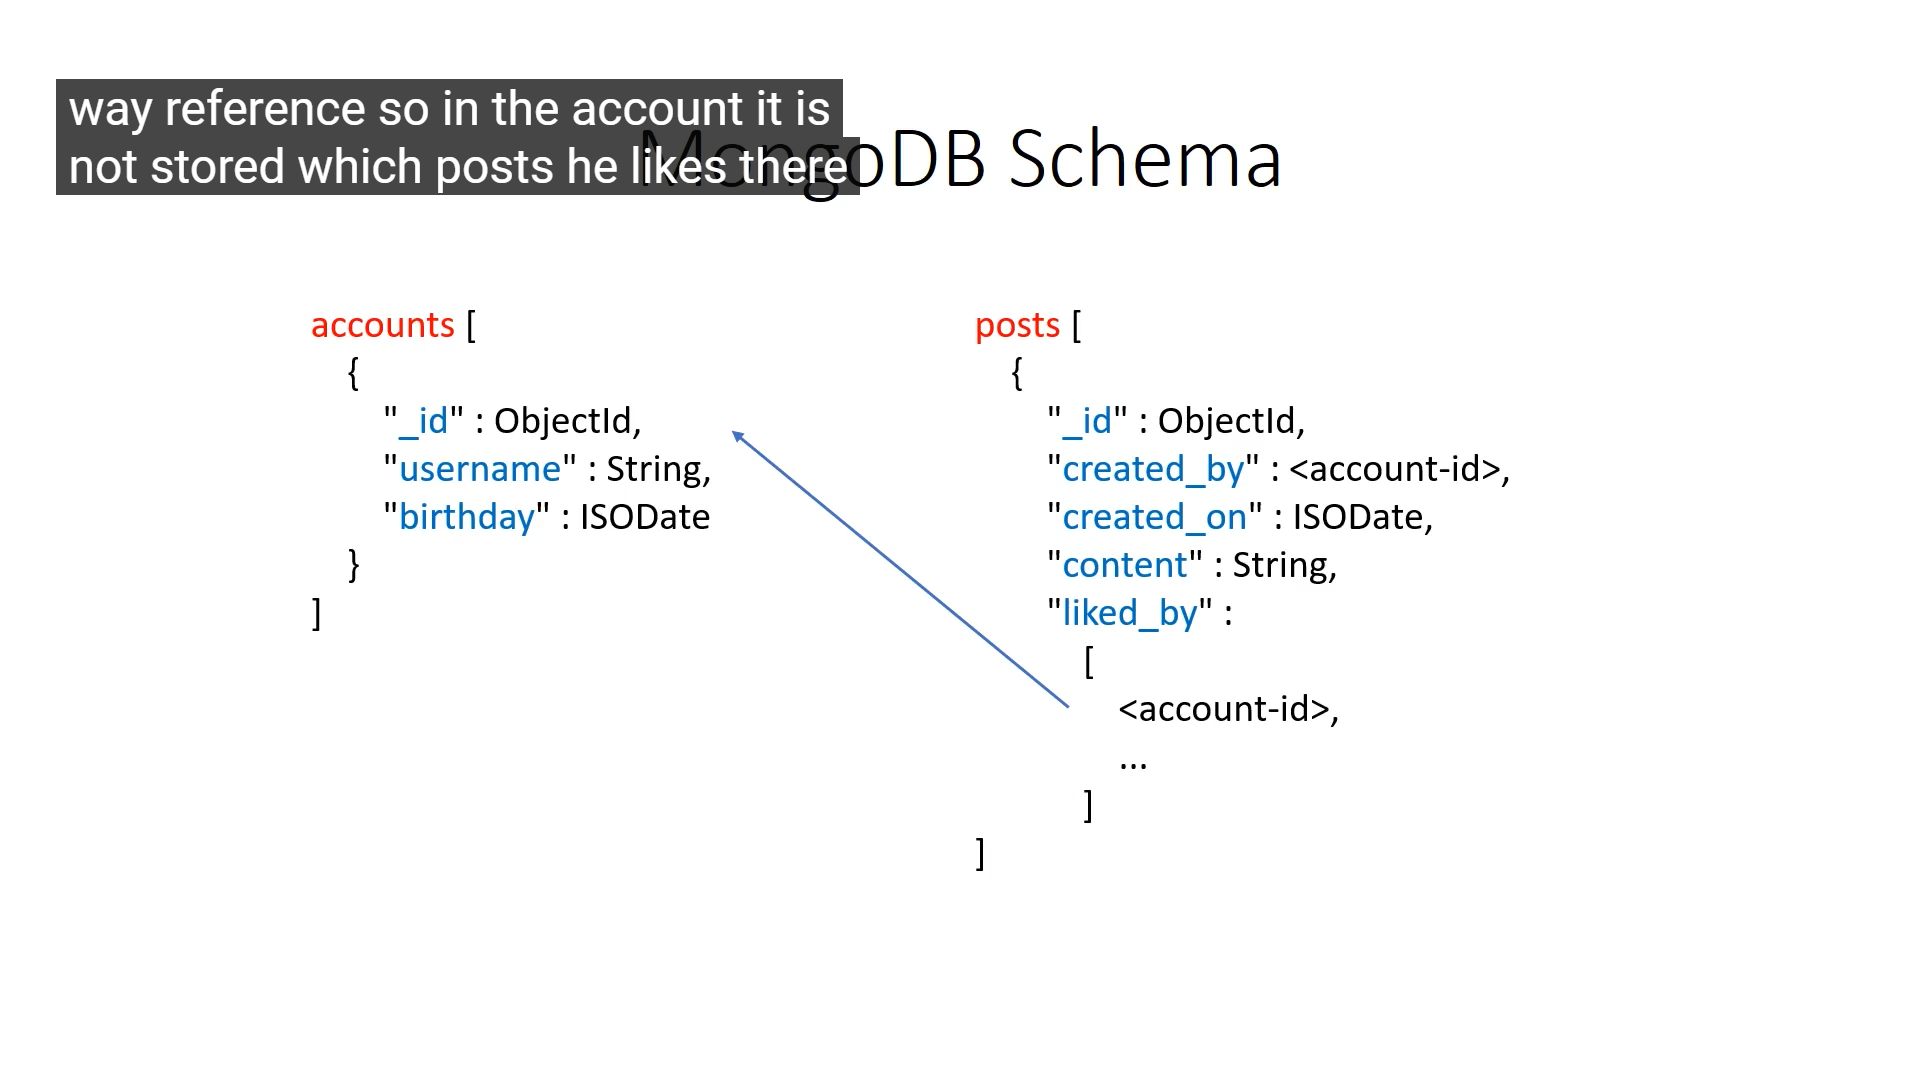 way reference so in the account it is
not stored which posts he likes there
MongoDB Schema
accounts [
{
"_id" : ObjectId,
"username" : String,
"birthday" : ISODate
}
]
posts [
{
"_id" : ObjectId,
"created_by" : <account-id>,
"created_on" : ISODate,
"content" : String,
"liked_by" :
[
<account-id>,
...
]
]